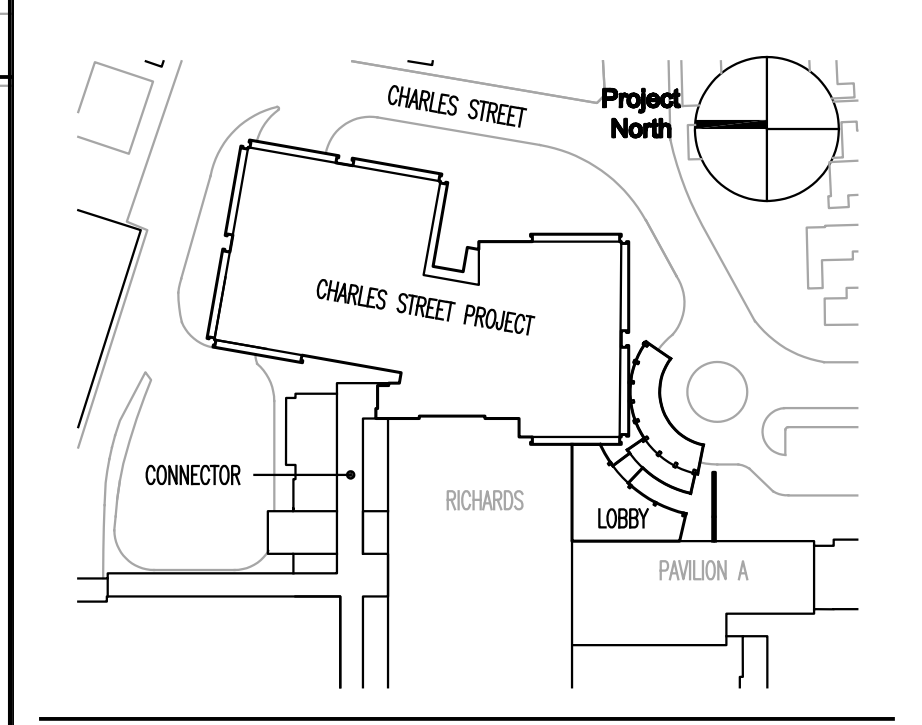 CHARLES STREET
Project
North
CHARLES STREET PROJECT
CONNECTOR
RICHARDS
LOBBY
PAVILION A